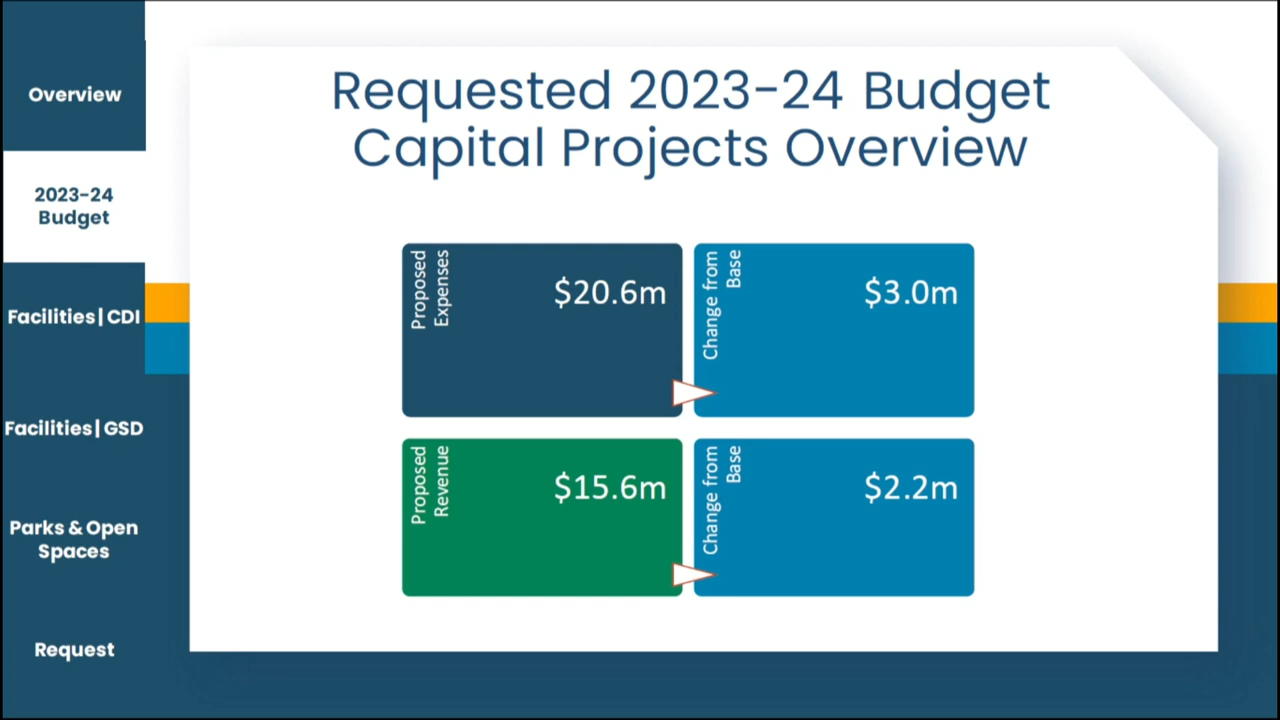 Overview
2023-24
Budget
Facilities|CDI
Facilities|GSD
Parks & Open
Spaces
Request
Requested 2023-24 Budget
Capital Projects Overview
Proposed
Expenses
$20.6m
Change from
Base
$3.0m
Proposed
Revenue
$15.6m
Change from
Base
$2.2m